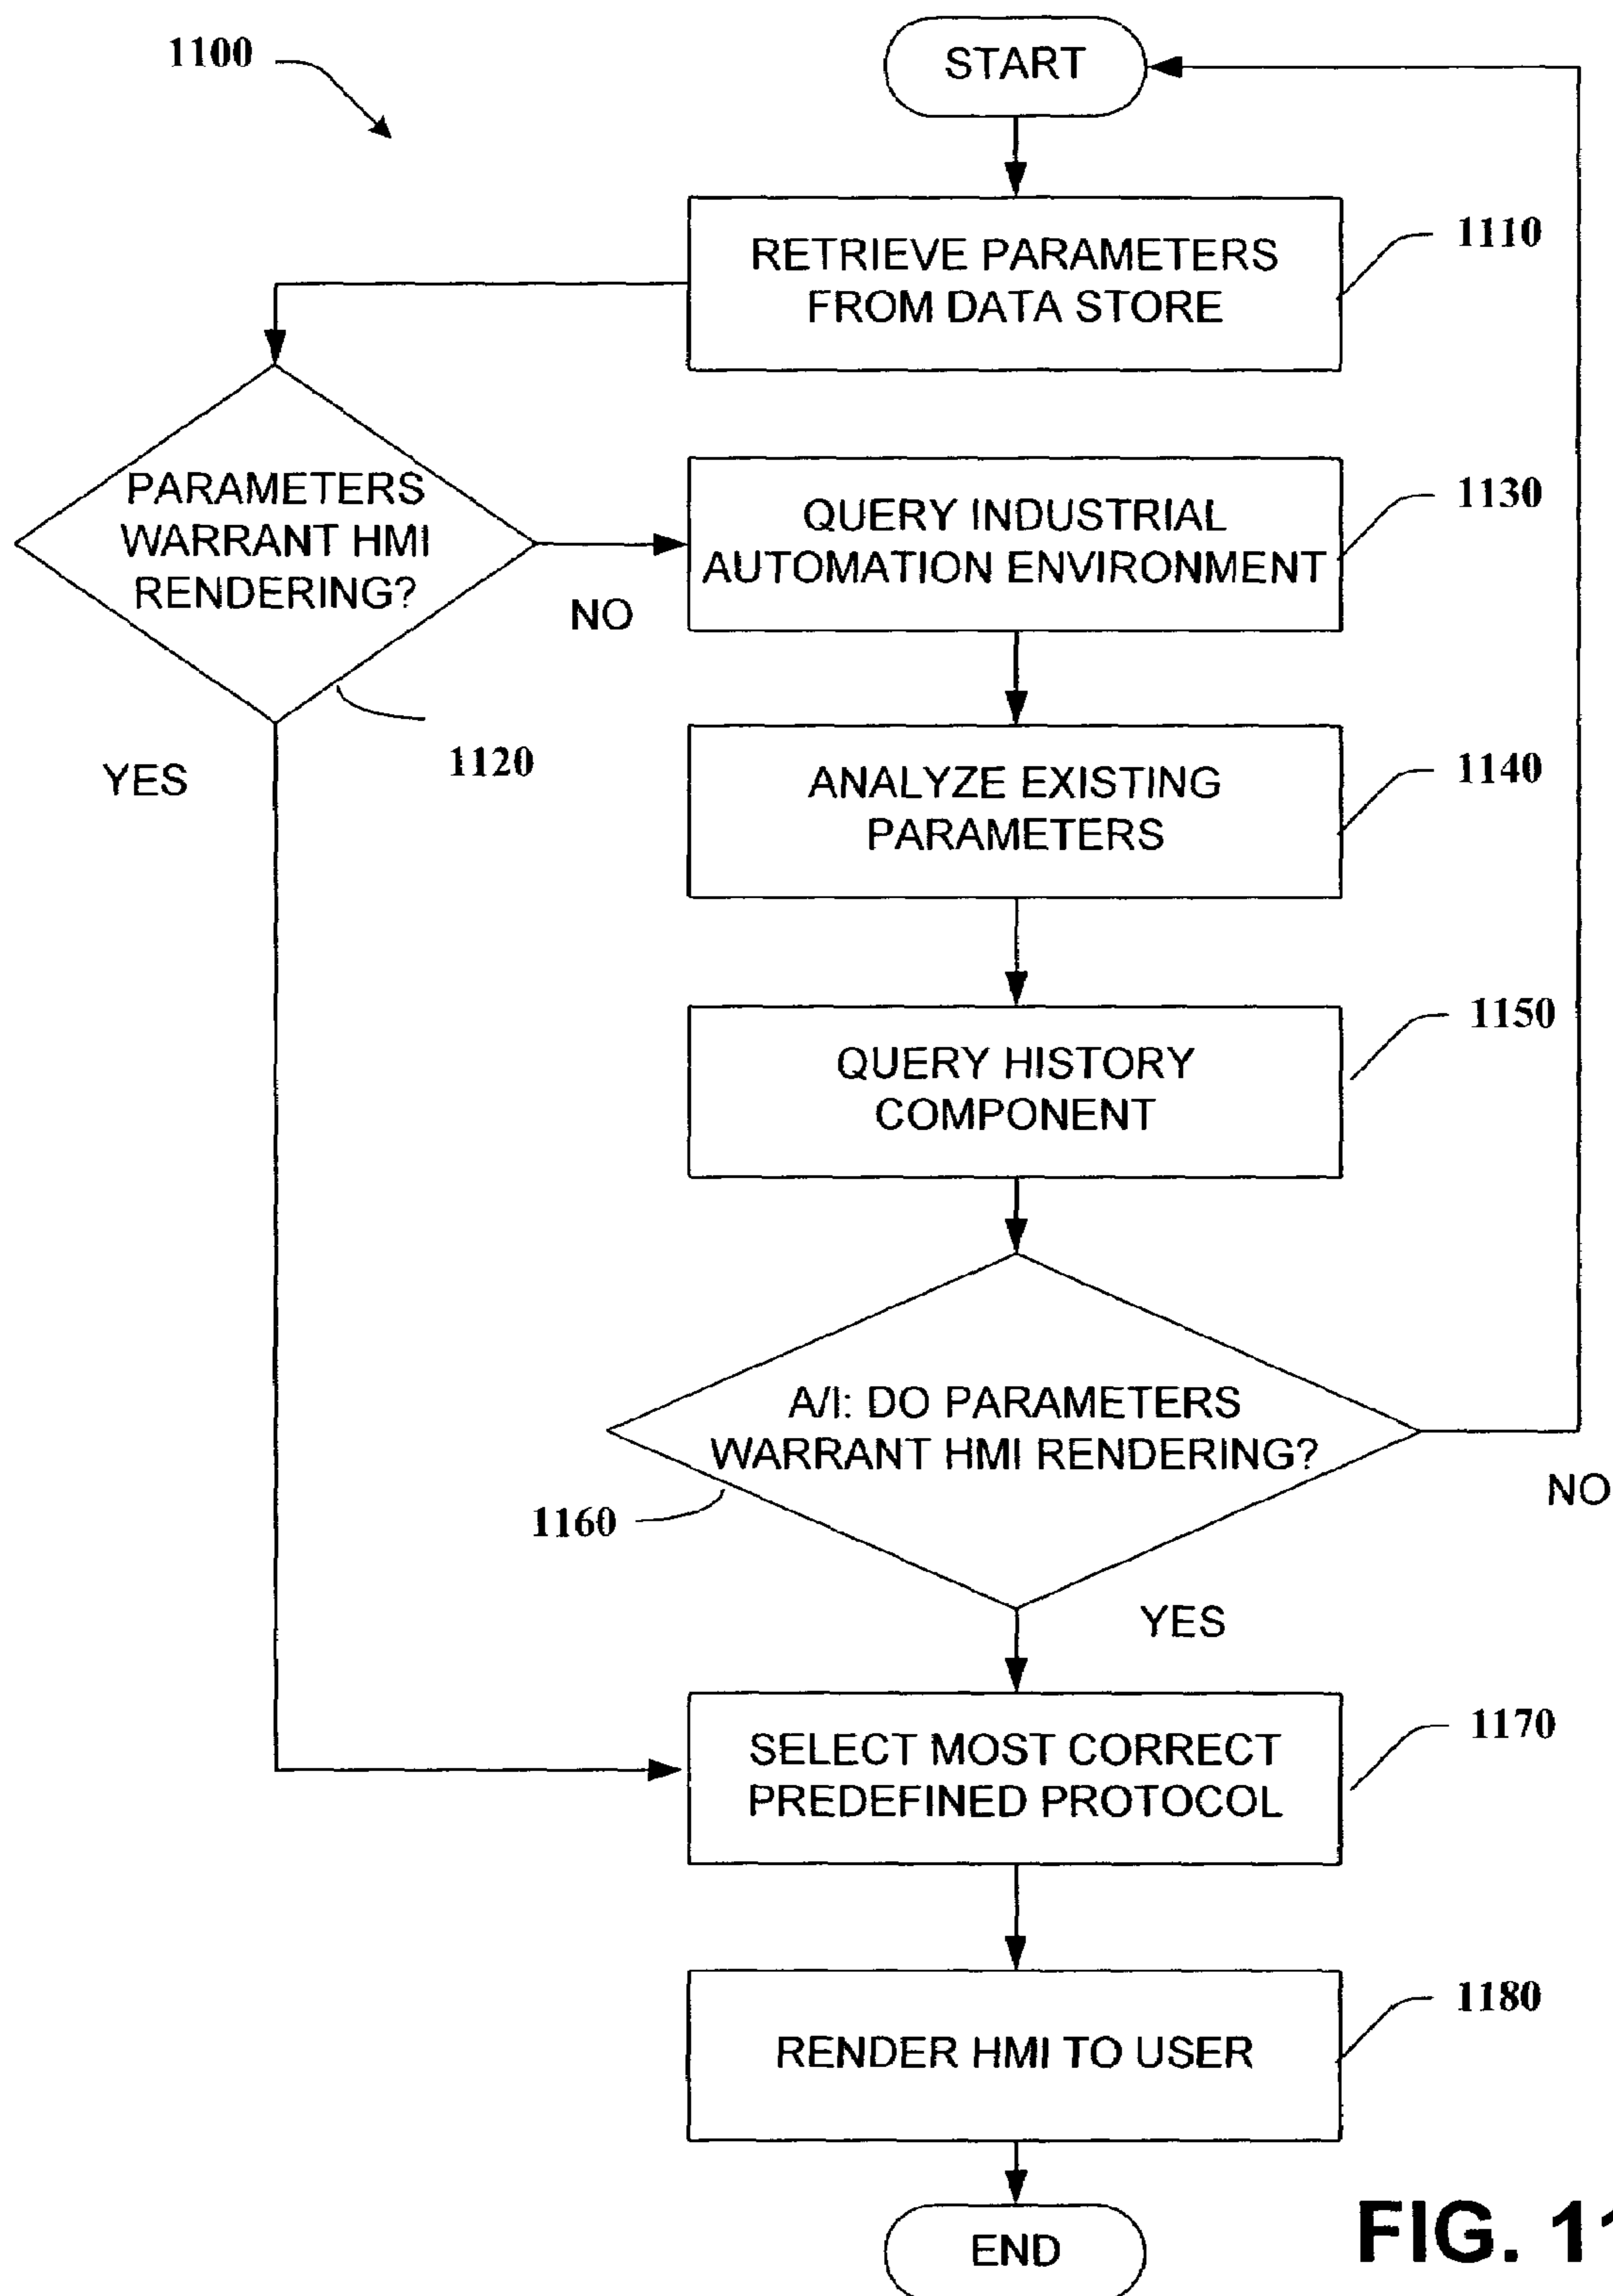 1100
START
RETRIEVE PARAMETERS
FROM DATA STORE
1110
PARAMETERS
WARRANT HMI
RENDERING?
NO
YES
1120
QUERY INDUSTRIAL
AUTOMATION ENVIRONMENT
1130
ANALYZE EXISTING
PARAMETERS
1140
QUERY HISTORY
COMPONENT
1150
A/I: DO PARAMETERS
WARRANT HMI RENDERING?
1160
NO
YES
SELECT MOST CORRECT
PREDEFINED PROTOCOL
1170
RENDER HMI TO USER
1180
END
FIG. 11